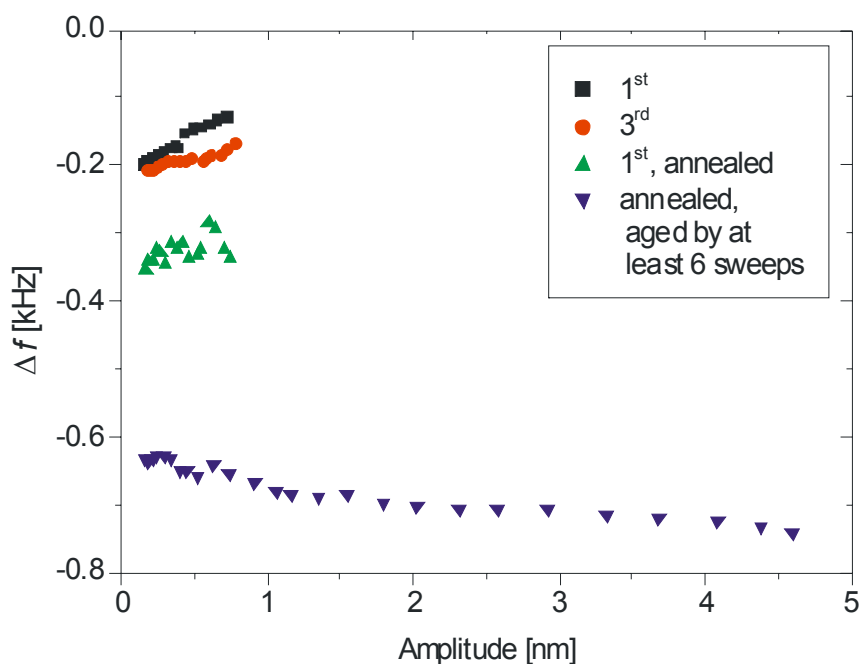 0.0
-0.2
-0.4
-0.6
-0.8
Δ f [kHz]
1st
3rd
1st, annealed
annealed,
aged by at
least 6 sweeps
0 1 2 3 4 5
Amplitude [nm]